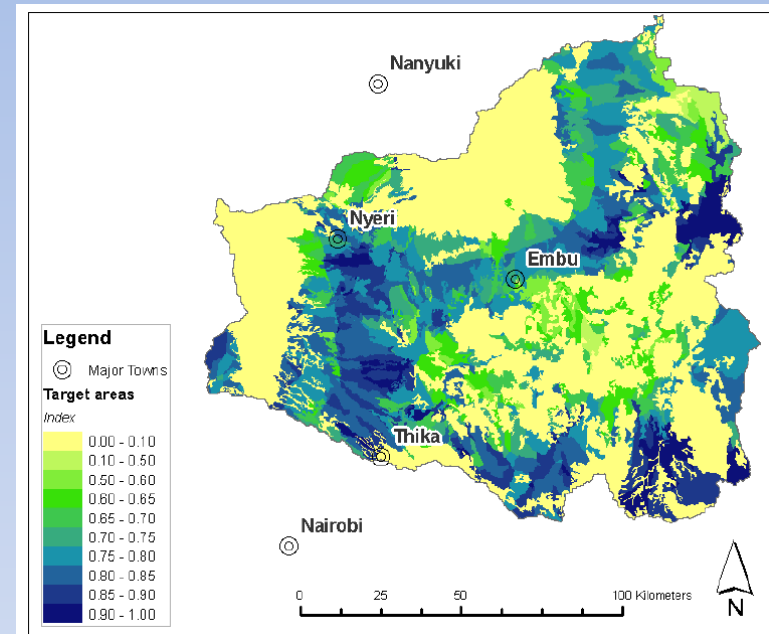 Nanyuki
Nyeri
Embu
Legend
Major Towns
Target areas
Index
0.00 - 0.10
0.10 - 0.50
0.50 - 0.60
0.60 - 0.65
0.65 - 0.70
0.70 - 0.75
0.75 - 0.80
0.80 - 0.85
0.85 - 0.90
0.90 - 1.00
Thika
Nairobi
0 25 50 100 Kilometers
N